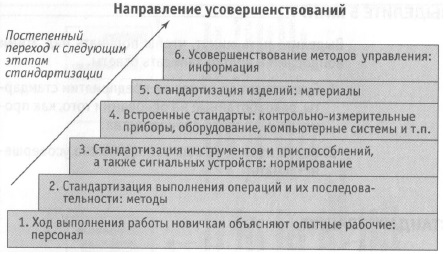 Направление усовершенствований
Постепенный
переход к следующим
этапам
стандартизации
6. Усовершенствование методов управления:
информация
5. Стандартизация изделий: материалы
4. Встроенные стандарты: контрольно-измерительные
приборы, оборудование, компьютерные системы и т.п.
3. Стандартизация инструментов и приспособлений,
а также сигнальных устройств: нормирование
2. Стандартизация выполнения операций и их последова-
тельности: методы
1. Ход выполнения работы новичкам объясняют опытные рабочие:
персонал